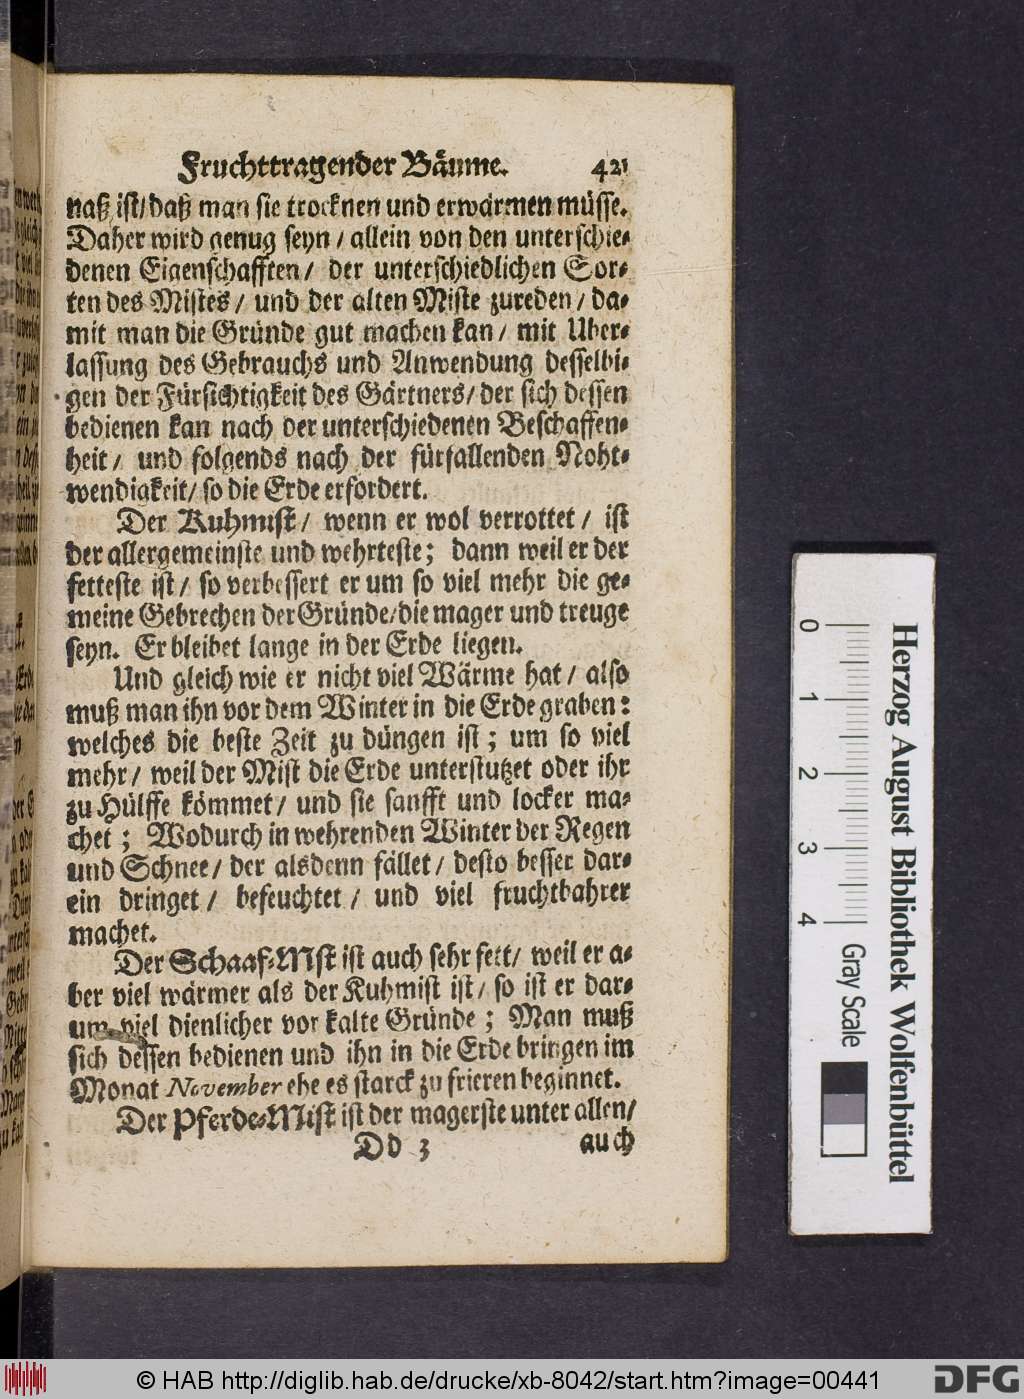 Fruchttragender Bäume. 421
naß ist/ daß man sie trocknen und erwärmen müsse.
Daher wird genug seyn / allein von den unterschie-
denen Eigenschafften / der unterschiedlichen Sor-
ten des Mistes / und der alten Miste zureden / da-
mit man die Gründe gut machen kan / mit Uber-
lassung des Gebrauchs und Anwendung desselbi-
gen der Fürsichtigkeit des Gärtners / der sich dessen
bedienen kan nach der unterschiedenen Beschaffen-
heit / und folgends nach der fürfallenden Noht-
wendigkeit / so die Erde erfordert.
Der Kuhmist / wenn er wol verrottet / ist
der allergemeinste und wehrteste; dann weil er der
fetteste ist / so verbessert er um so viel mehr die ge-
meine Gebrechen der Gründe/ die mager und treuge
seyn. Er bleibet lange in der Erde liegen.
Und gleich wie er nicht viel Wärme hat / also
muß man ihn vor dem Winter in die Erde graben:
welches die beste Zeit zu düngen ist; um so viel
mehr / weil der Mist die Erde unterstutzet oder ihr
zu Hülffe kömmet / und sie sanfft und locker ma-
chet; Wodurch in wehrenden Winter der Regen
und Schnee / der alsdenn fället / desto besser dar-
ein dringet / befeuchtet / und viel fruchtbahrer
machet.
Der Schaaf-Mist ist auch sehr fett / weil er a-
ber viel wärmer als der Kuhmist ist / so ist er dar-
um viel dienlicher vor kalte Gründe; Man muß
sich dessen bedienen und ihn in die Erde bringen im
Monat November ehe es starck zu frieren beginnet.
Der Pferde-Mist ist der magerste unter allen /
Dd 3 auch
Herzog August Bibliothek Wolfenbüttel
0 1 2 3 4
Gray Scale
© HAB http://diglib.hab.de/drucke/xb-8042/start.htm?image=00441
DFG